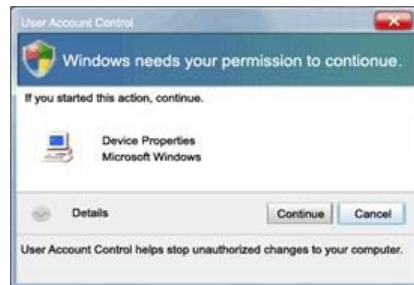 User Account Control
Windows needs your permission to contionue.
If you started this action, continue.
Device Properties
Microsoft Windows
Details
Continue
Cancel
User Account Control helps stop unauthorized changes to your computer.